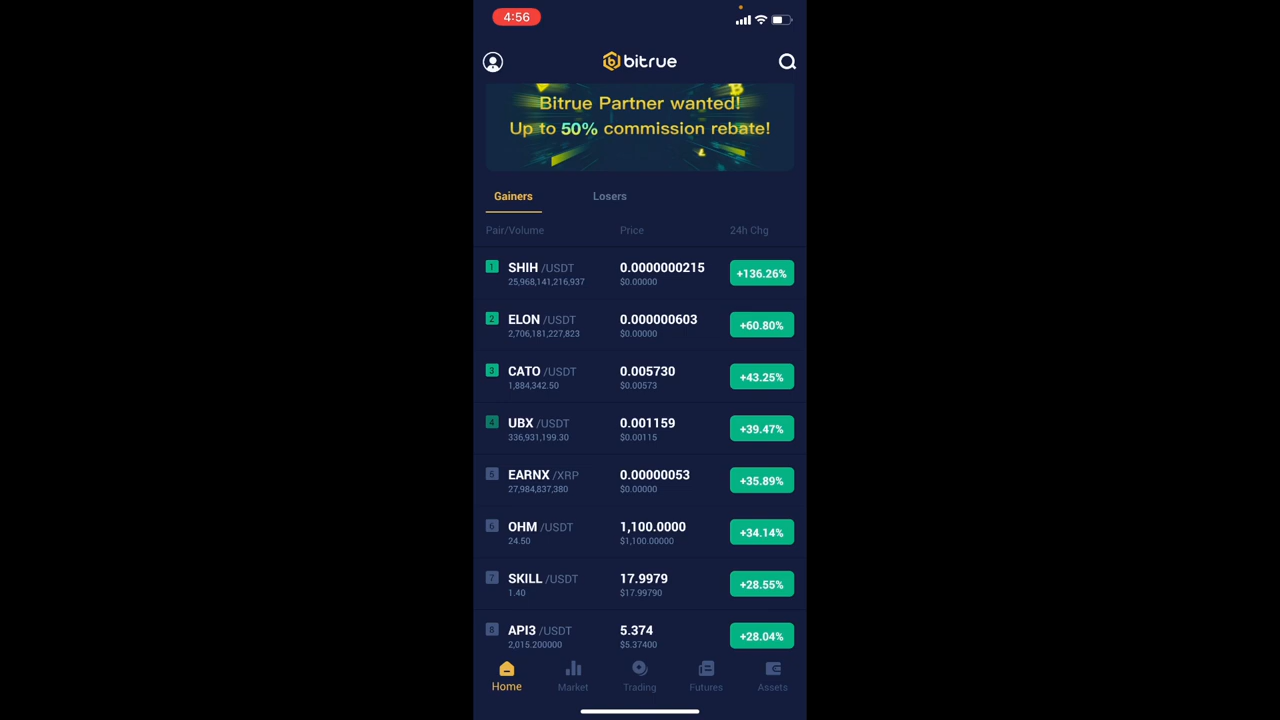 4:56
bitrue
Bitrue Partner wanted!
Up to 50% commission rebate!
Gainers Losers
Pair/Volume Price 24h Chg
1 SHIH /USDT 0.0000000215 +136.26%
25,968,141,216,937 $0.00000
2 ELON /USDT 0.000000603 +60.80%
2,706,181,227,823 $0.00000
3 CATO /USDT 0.005730 +43.25%
1,884,342.50 $0.00573
4 UBX /USDT 0.001159 +39.47%
336,931,199.30 $0.00115
5 EARNX /XRP 0.00000053 +35.89%
27,984,837,380 $0.00000
6 OHM /USDT 1,100.0000 +34.14%
24.50 $1,100.00000
7 SKILL /USDT 17.9979 +28.55%
1.40 $17.99790
8 API3 /USDT 5.374 +28.04%
2,015.200000 $5.37400
Home Market Trading Futures Assets